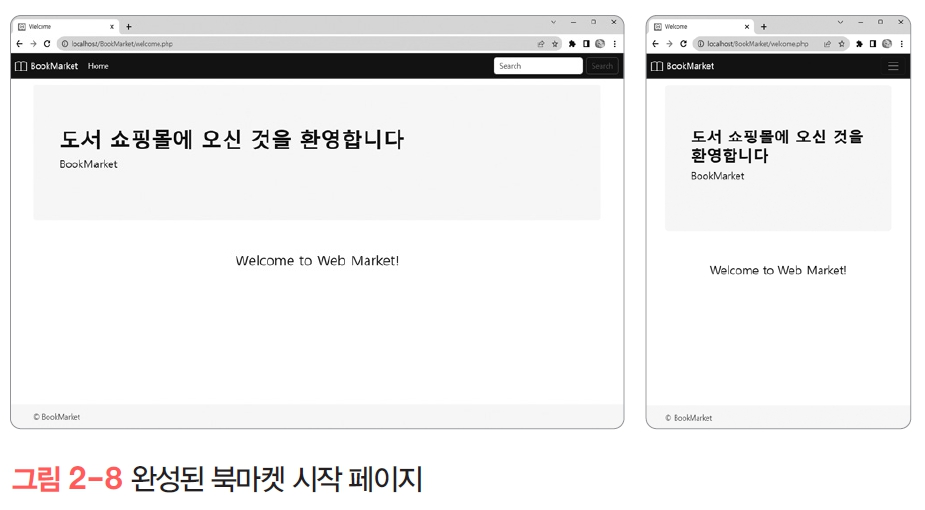 Welcome
localhost/BookMarket/welcome.php
BookMarket Home Search Search
도서 쇼핑몰에 오신 것을 환영합니다
BookMarket
Welcome to Web Market!
© BookMarket
Welcome
localhost/BookMarket/welcome.php
BookMarket
도서 쇼핑몰에 오신 것을
환영합니다
BookMarket
Welcome to Web Market!
© BookMarket
그림 2-8 완성된 북마켓 시작 페이지